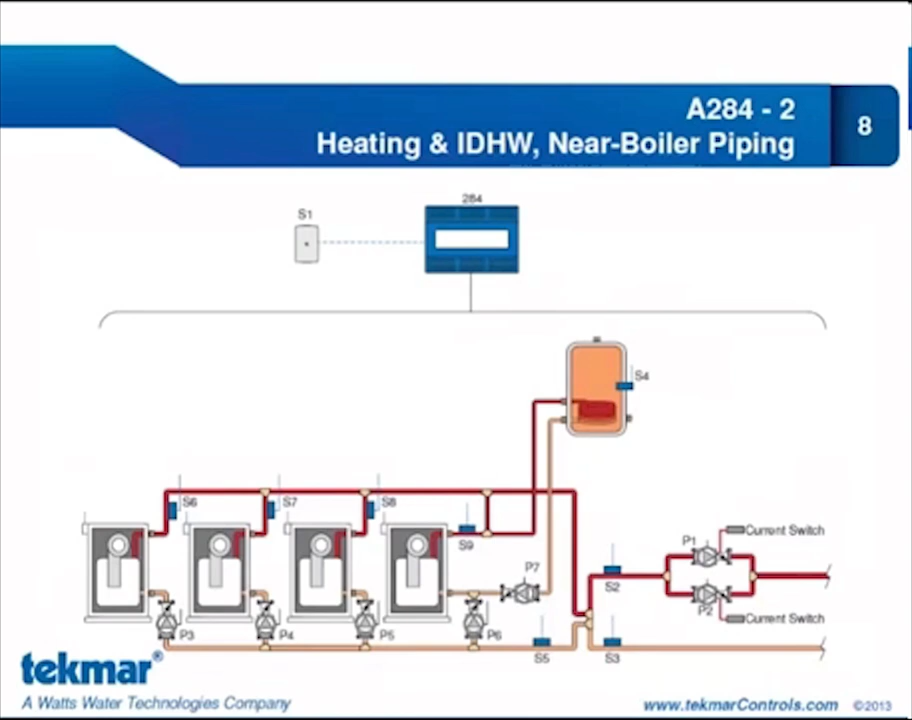 A284 - 2
Heating & IDHW, Near-Boiler Piping
8
284
S1
S4
S6
S7
S8
S9
P7
P1
Current Switch
S2
P2
Current Switch
P3
P4
P5
P6
S5
S3
tekmar®
A Watts Water Technologies Company
www.tekmarControls.com ©2013